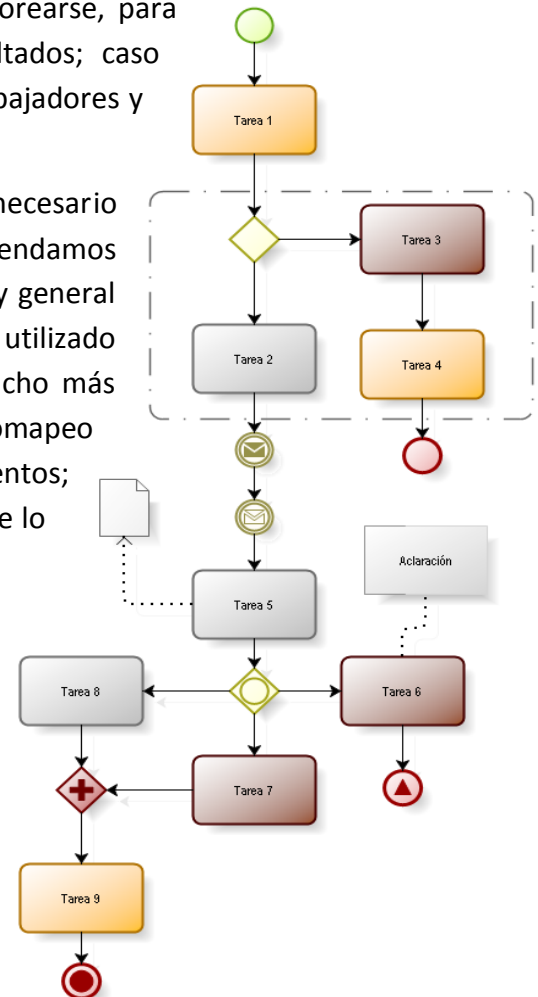 orearse, para
ltados; caso
bajadores y
necesario
endamos
y general
utilizado
cho más
omapeo
entos;
e lo
Tarea 1
Tarea 3
Tarea 2
Tarea 4
Aclaración
Tarea 5
Tarea 8
Tarea 6
Tarea 7
Tarea 9